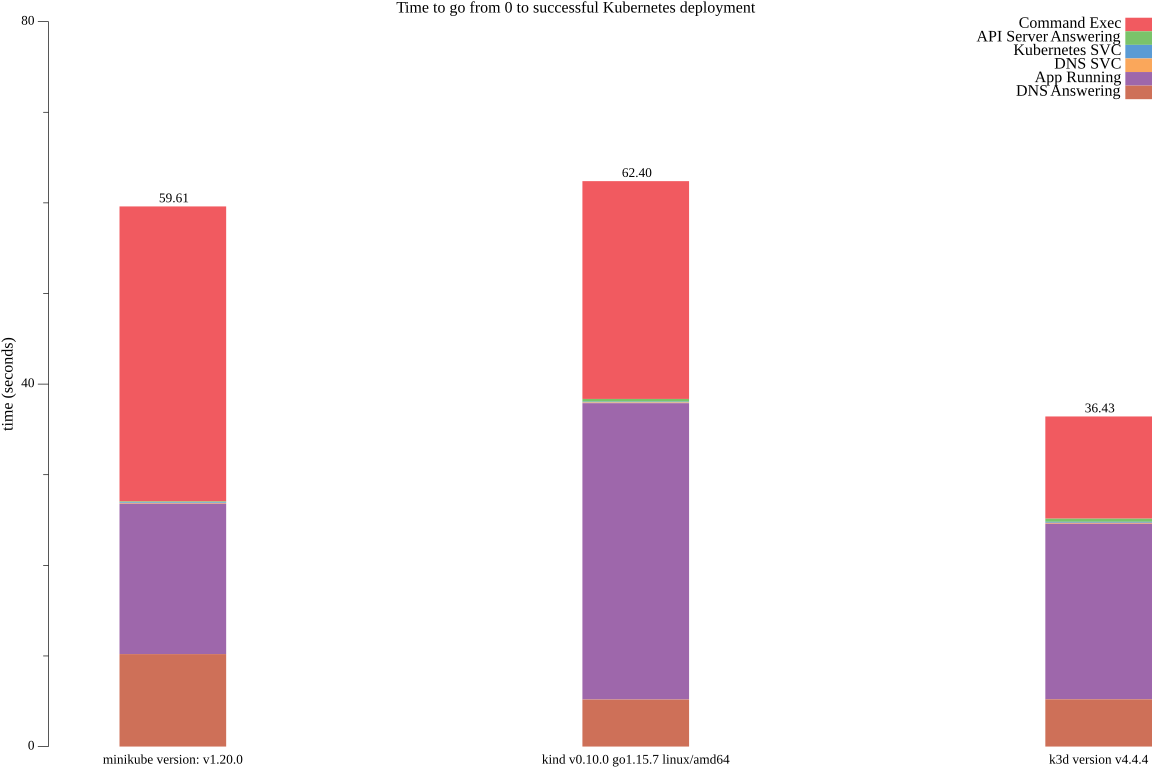 Time to go from 0 to successful Kubernetes deployment
80
Command Exec
API Server Answering
Kubernetes SVC
DNS SVC
App Running
DNS Answering
62.40
59.61
time (seconds)
40
36.43
0
minikube version: v1.20.0
kind v0.10.0 go1.15.7 linux/amd64
k3d version v4.4.4